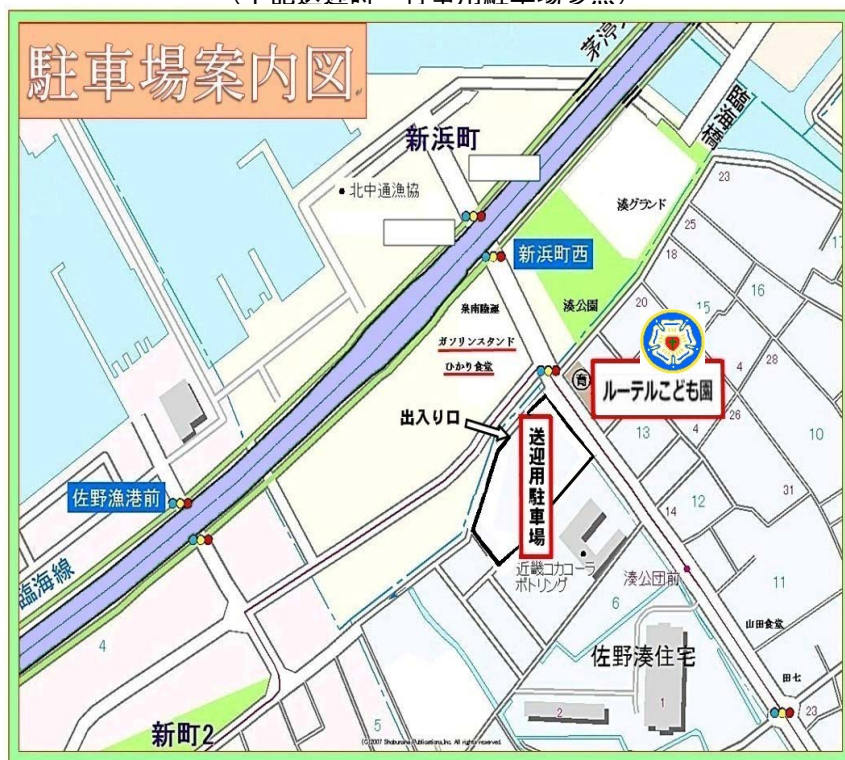 駐車場案内図
臨海橋
新浜町
23
北中通漁協
湊グランド
25
新浜町西
18
16
泉南陸運
湊公園
20
15
ガソリンスタンド
ひかり食堂
4
28
育
ルーテルこども園
出入り口
送迎用駐車場
13
4
26
10
佐野漁港前
31
12
14
近畿コカコーラ
ボトリング
湊公団前
臨海線
6
11
山田食堂
4
佐野湊住宅
田七
新町2
5
2
1
23